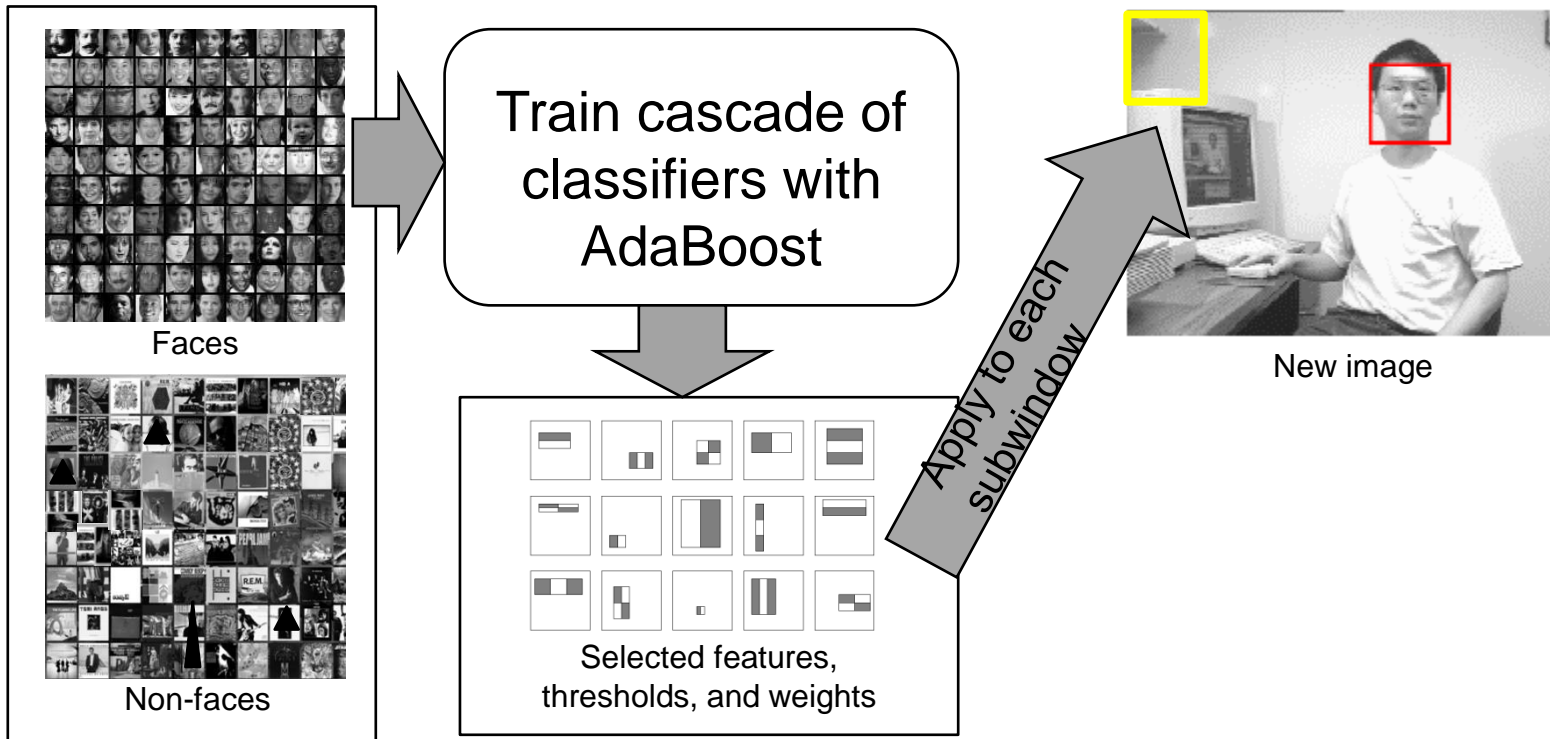 Faces
Non-faces
Train cascade of
classifiers with
AdaBoost
Selected features,
thresholds, and weights
Apply to each
subwindow
New image
R.E.M.